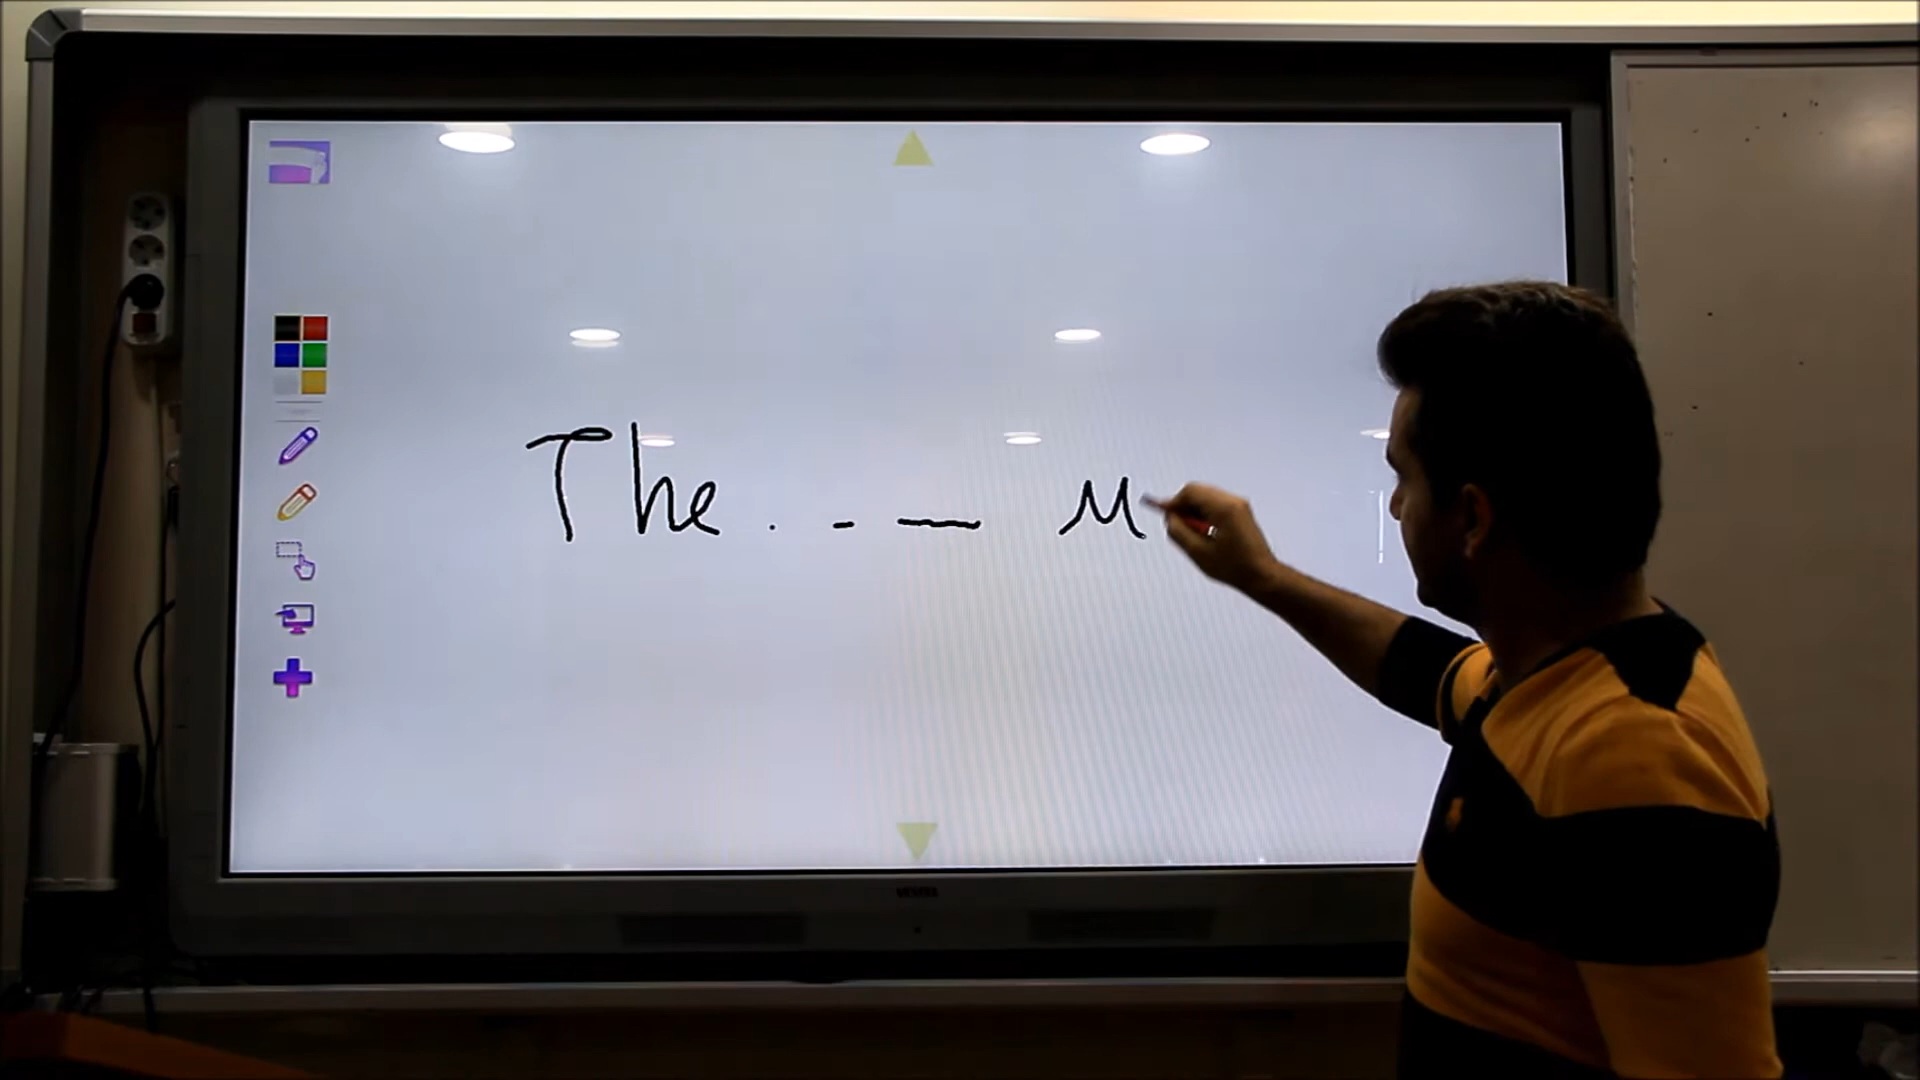 The . - — M